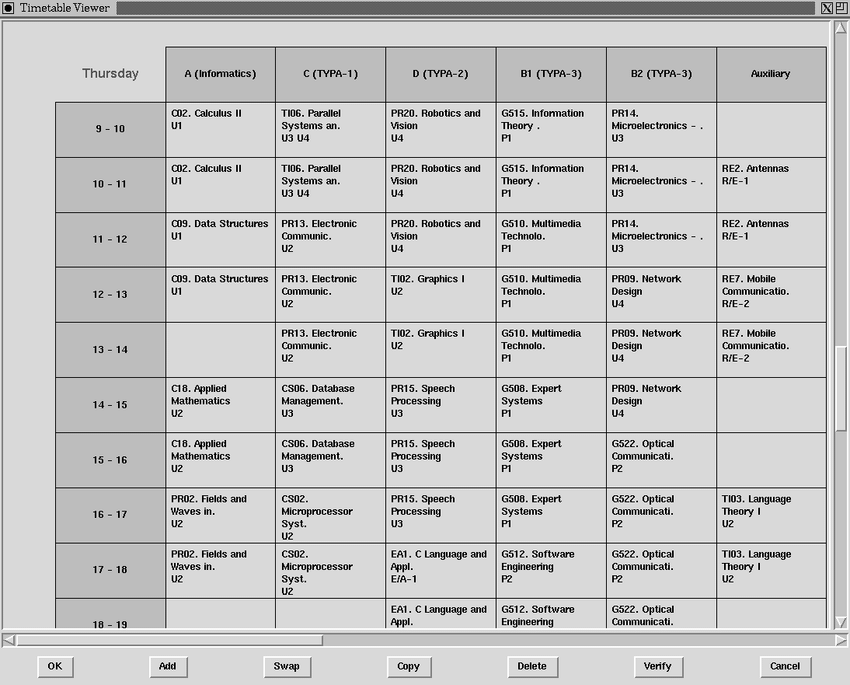 Timetable Viewer
Thursday
A (Informatics)
C (TYPA-1)
D (TYPA-2)
B1 (TYPA-3)
B2 (TYPA-3)
Auxiliary
9 - 10
C02. Calculus II
U1
TI06. Parallel
Systems an.
U3 U4
PR20. Robotics and
Vision
U4
G515. Information
Theory .
P1
PR14.
Microelectronics - .
U3
10 - 11
C02. Calculus II
U1
TI06. Parallel
Systems an.
U3 U4
PR20. Robotics and
Vision
U4
G515. Information
Theory .
P1
PR14.
Microelectronics - .
U3
RE2. Antennas
R/E-1
11 - 12
C09. Data Structures
U1
PR13. Electronic
Communic.
U2
PR20. Robotics and
Vision
U4
G510. Multimedia
Technolo.
P1
PR14.
Microelectronics - .
U3
RE2. Antennas
R/E-1
12 - 13
C09. Data Structures
U1
PR13. Electronic
Communic.
U2
TI02. Graphics I
U2
G510. Multimedia
Technolo.
P1
PR09. Network
Design
U4
RE7. Mobile
Communicatio.
R/E-2
13 - 14
PR13. Electronic
Communic.
U2
TI02. Graphics I
U2
G510. Multimedia
Technolo.
P1
PR09. Network
Design
U4
RE7. Mobile
Communicatio.
R/E-2
14 - 15
C18. Applied
Mathematics
U2
CS06. Database
Management.
U3
PR15. Speech
Processing
U3
G508. Expert
Systems
P1
PR09. Network
Design
U4
15 - 16
C18. Applied
Mathematics
U2
CS06. Database
Management.
U3
PR15. Speech
Processing
U3
G508. Expert
Systems
P1
G522. Optical
Communicati.
P2
16 - 17
PR02. Fields and
Waves in.
U2
CS02.
Microprocessor
Syst.
U2
PR15. Speech
Processing
U3
G508. Expert
Systems
P1
G522. Optical
Communicati.
P2
TI03. Language
Theory I
U2
17 - 18
PR02. Fields and
Waves in.
U2
CS02.
Microprocessor
Syst.
U2
EA1. C Language and
Appl.
E/A-1
G512. Software
Engineering
P2
G522. Optical
Communicati.
P2
TI03. Language
Theory I
U2
18 - 19
EA1. C Language and
Appl.
G512. Software
Engineering
G522. Optical
Communicati.
OK
Add
Swap
Copy
Delete
Verify
Cancel